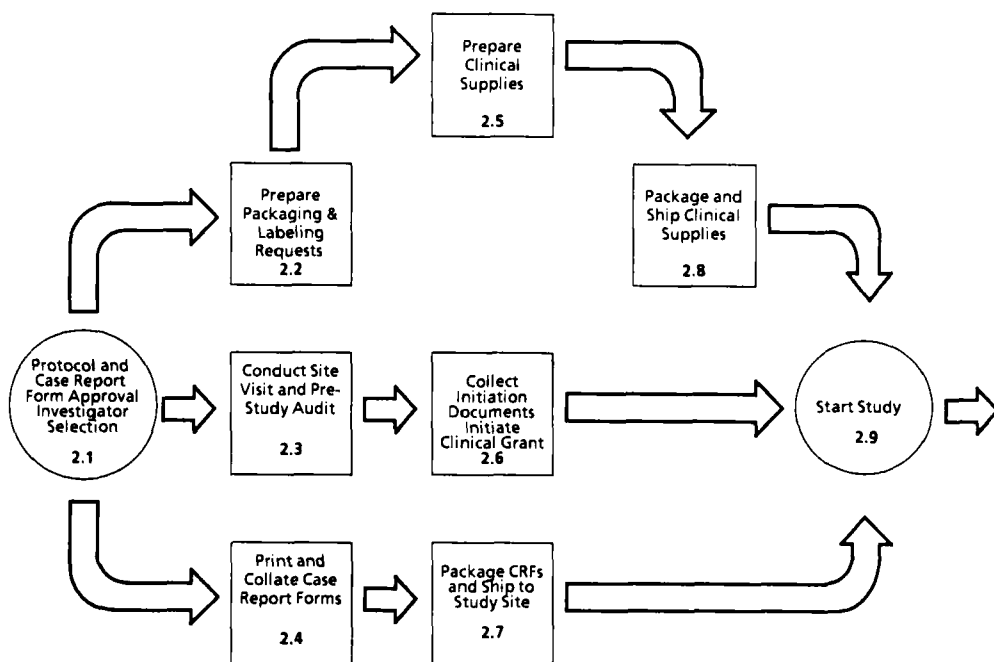 Prepare
Clinical
Supplies
2.5
Prepare
Packaging &
Labeling
Requests
2.2
Package and
Ship Clinical
Supplies
2.8
Protocol and
Case Report
Form Approval
Investigator
Selection
2.1
Conduct Site
Visit and Pre-
Study Audit
2.3
Collect
Initiation
Documents
Initiate
Clinical Grant
2.6
Start Study
2.9
Print and
Collate Case
Report Forms
2.4
Package CRFs
and Ship to
Study Site
2.7